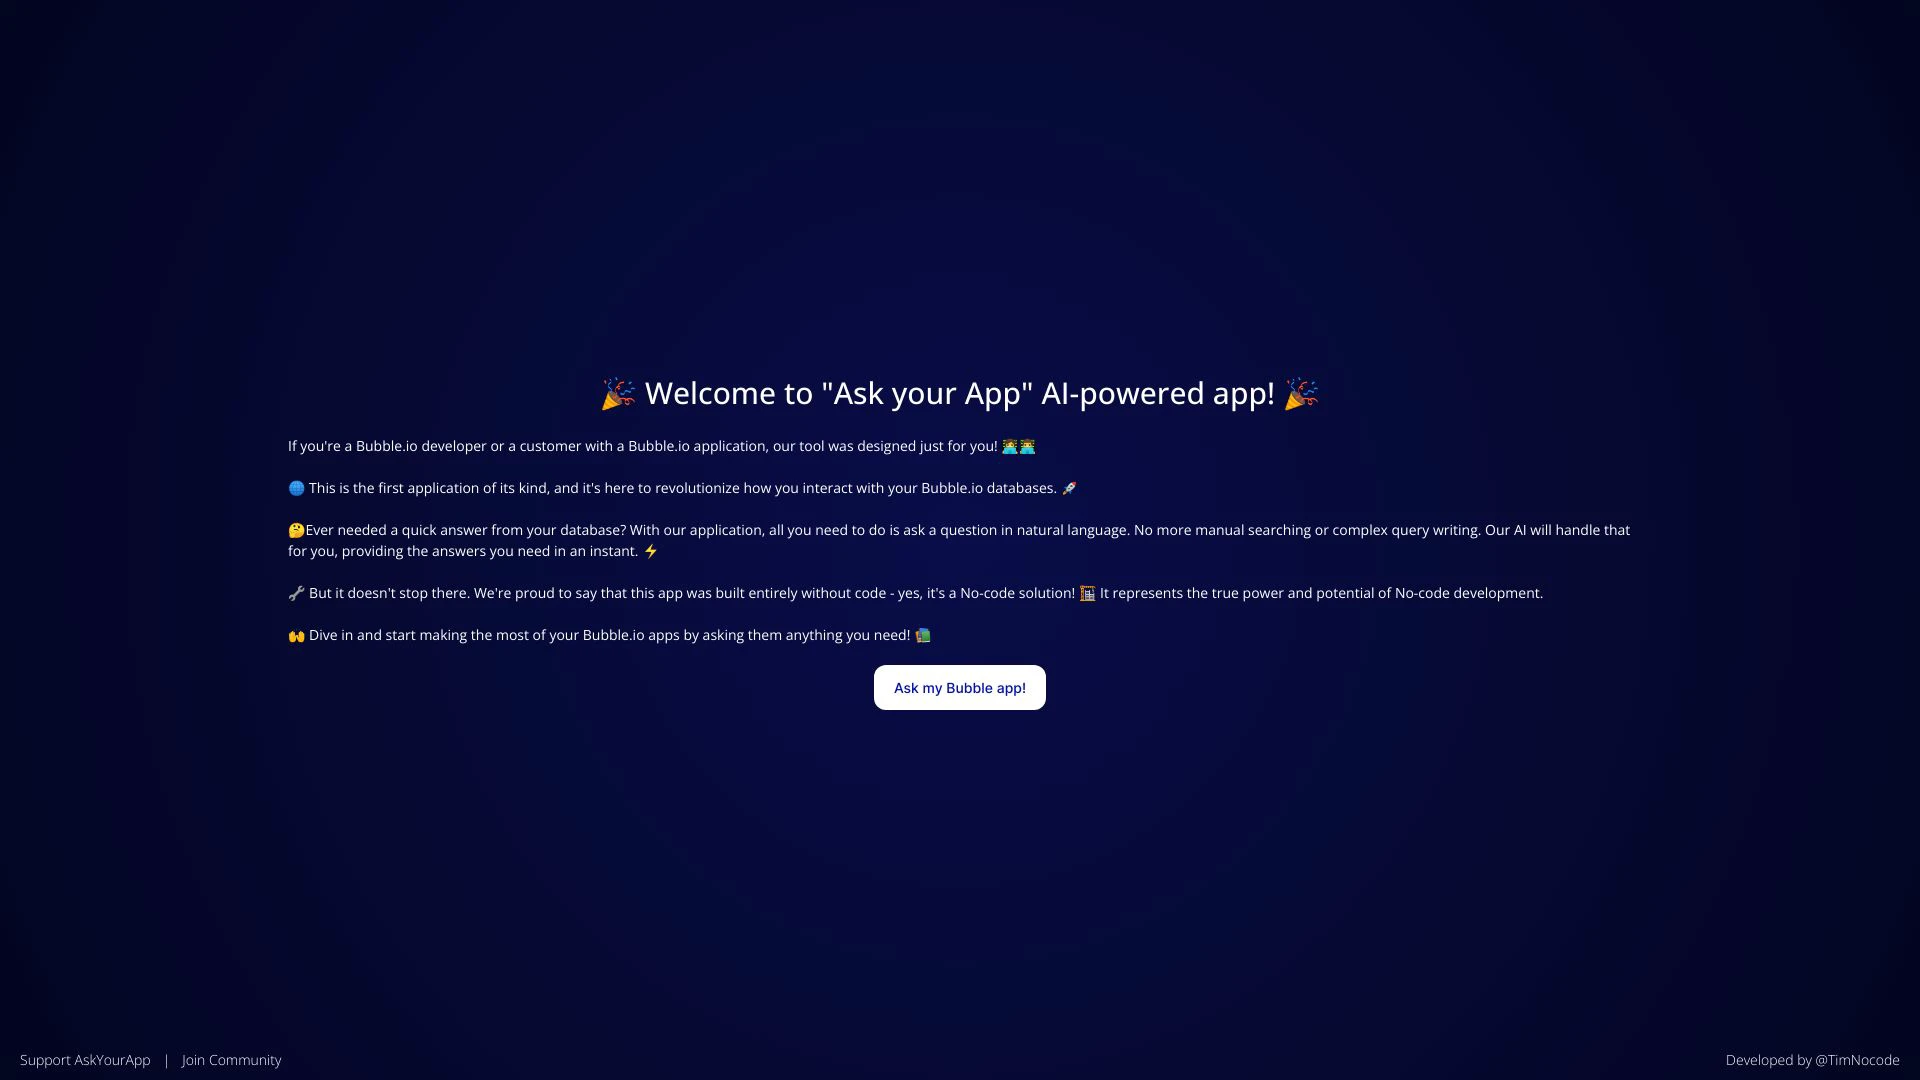 🎉 Welcome to "Ask your App" AI-powered app! 🎉
If you're a Bubble.io developer or a customer with a Bubble.io application, our tool was designed just for you! 👩‍💻👨‍💻
🌐 This is the first application of its kind, and it's here to revolutionize how you interact with your Bubble.io databases. 🚀
🤔Ever needed a quick answer from your database? With our application, all you need to do is ask a question in natural language. No more manual searching or complex query writing. Our AI will handle that
for you, providing the answers you need in an instant. ⚡
🔧 But it doesn't stop there. We're proud to say that this app was built entirely without code - yes, it's a No-code solution! 🏗️ It represents the true power and potential of No-code development.
🙌 Dive in and start making the most of your Bubble.io apps by asking them anything you need! 📚
Ask my Bubble app!
Support AskYourApp | Join Community
Developed by @TimNocode